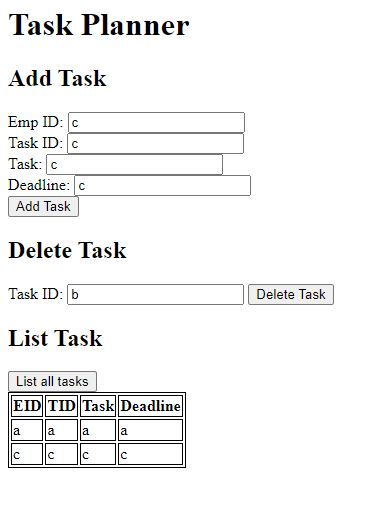 Task Planner
Add Task
Emp ID: c
Task ID: c
Task: c
Deadline: c
Add Task
Delete Task
Task ID: b Delete Task
List Task
List all tasks
EID TID Task Deadline
a a a a
c c c c